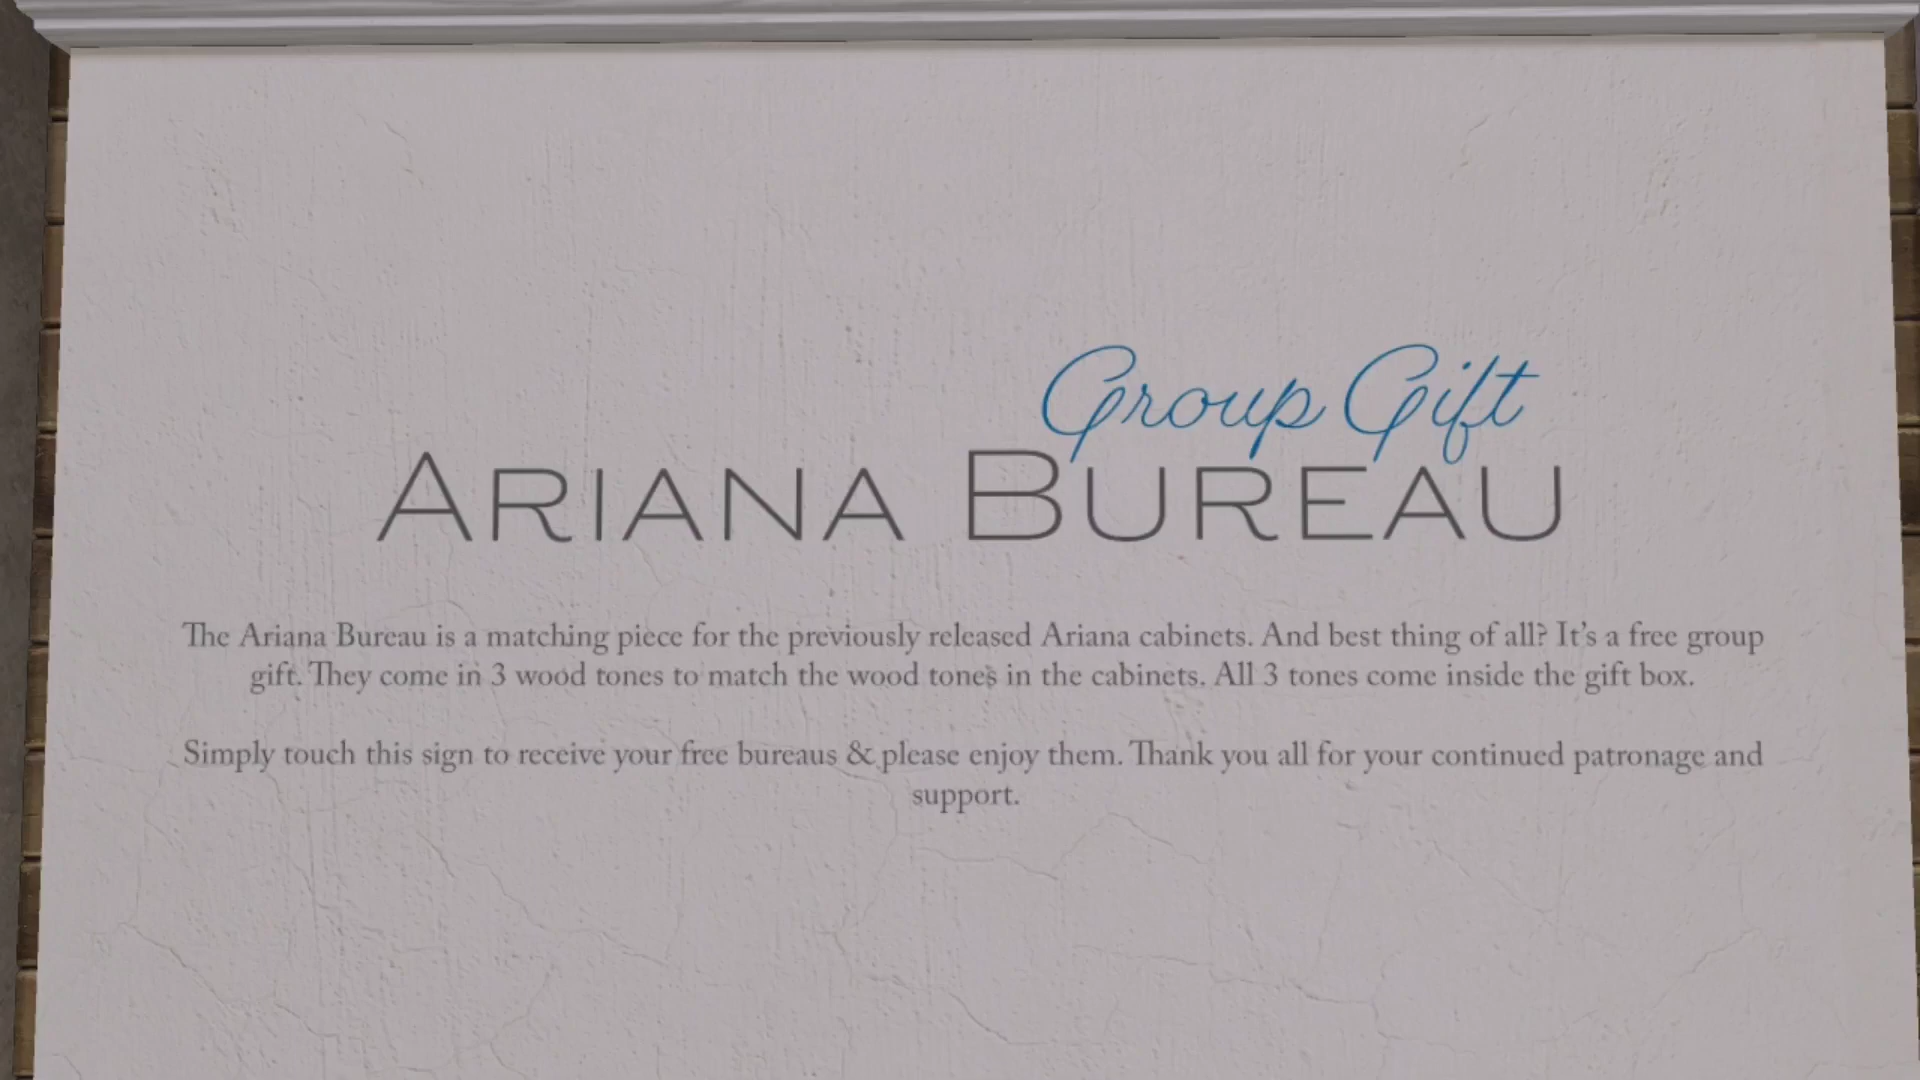 Group Gift
ARIANA BUREAU
The Ariana Bureau is a matching piece for the previously released Ariana cabinets. And best thing of all? It's a free group
gift. They come in 3 wood tones to match the wood tones in the cabinets. All 3 tones come inside the gift box.
Simply touch this sign to receive your free bureaus & please enjoy them. Thank you all for your continued patronage and
support.